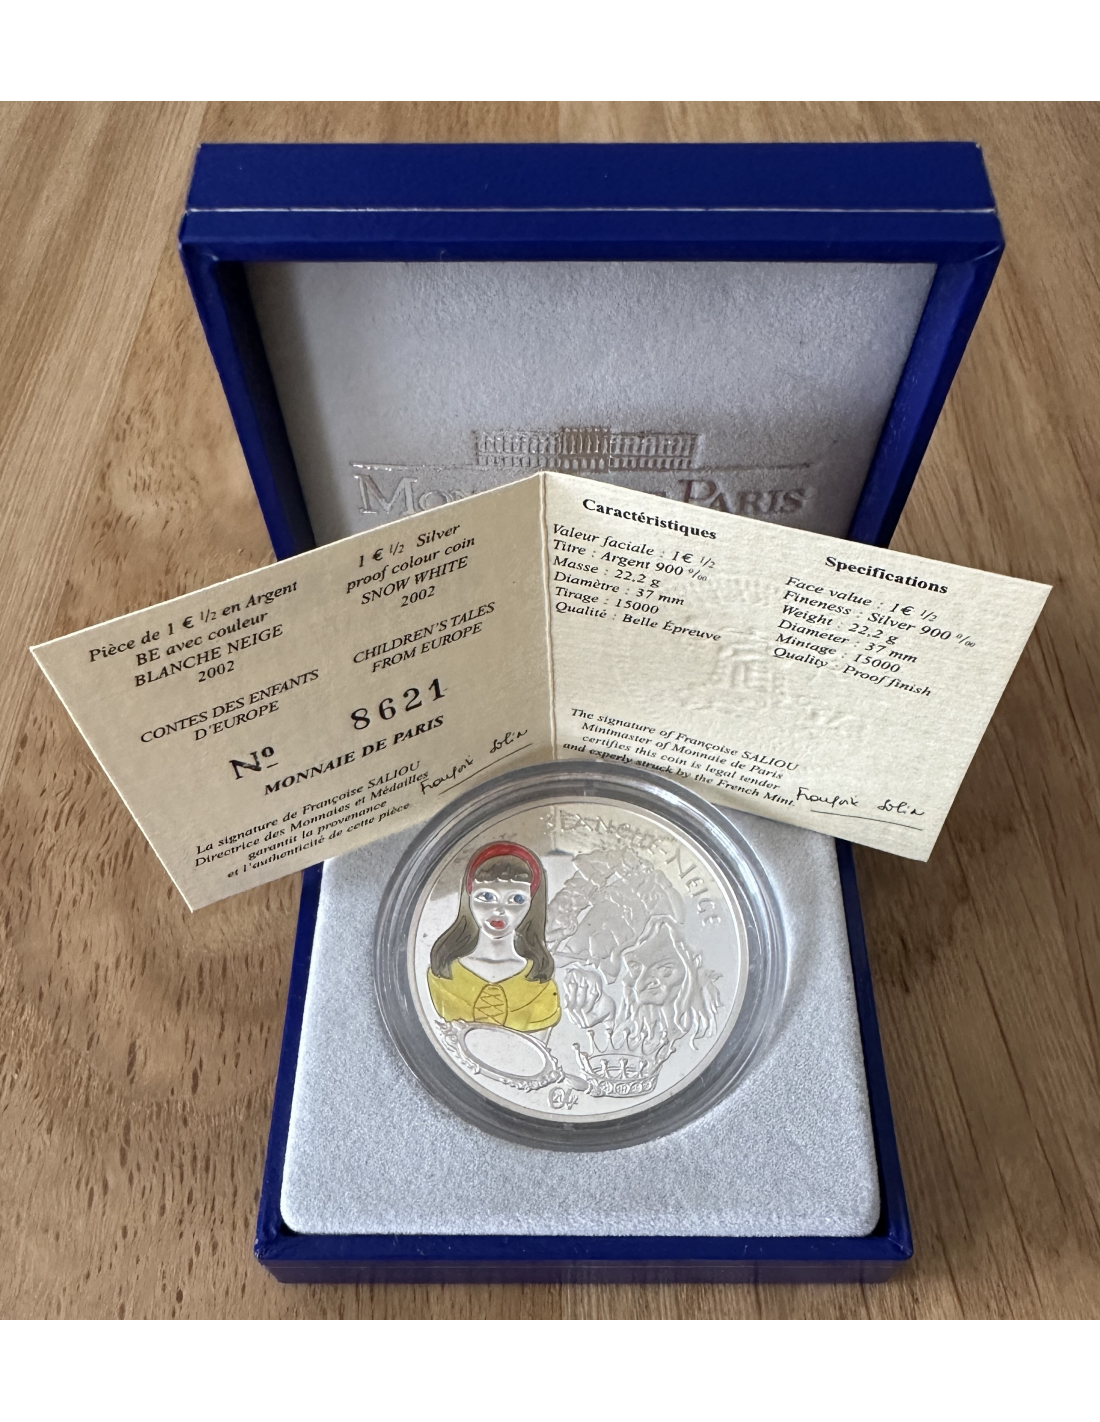 PARIS
Pièce de 1 € ½ en Argent
BE avec couleur
BLANCHE NEIGE
2002
CONTES DES ENFANTS
D'EUROPE
1 € ½ Silver
proof colour coin
SNOW WHITE
2002
CHILDREN'S TALES
FROM EUROPE
Nº 8621
MONNAIE DE PARIS
La signature de Françoise SALIOU
Directrice des Monnaies et Médailles
garantit la provenance
et l'authenticité de cette pièce
Caractéristiques
Valeur faciale : 1€ ½
Titre : Argent 900 °/oo
Masse : 22,2 g
Diamètre : 37 mm
Tirage : 15000
Qualité : Belle Épreuve
Specifications
Face value : 1€ ½
Fineness : Silver 900 °/oo
Weight : 22.2 g
Diameter : 37 mm
Mintage : 15000
Quality : Proof finish
The signature of Françoise SALIOU
Mintmaster of Monnaie de Paris
certifies this coin is legal tender
and experly struck by the French Mint.
NEIGE